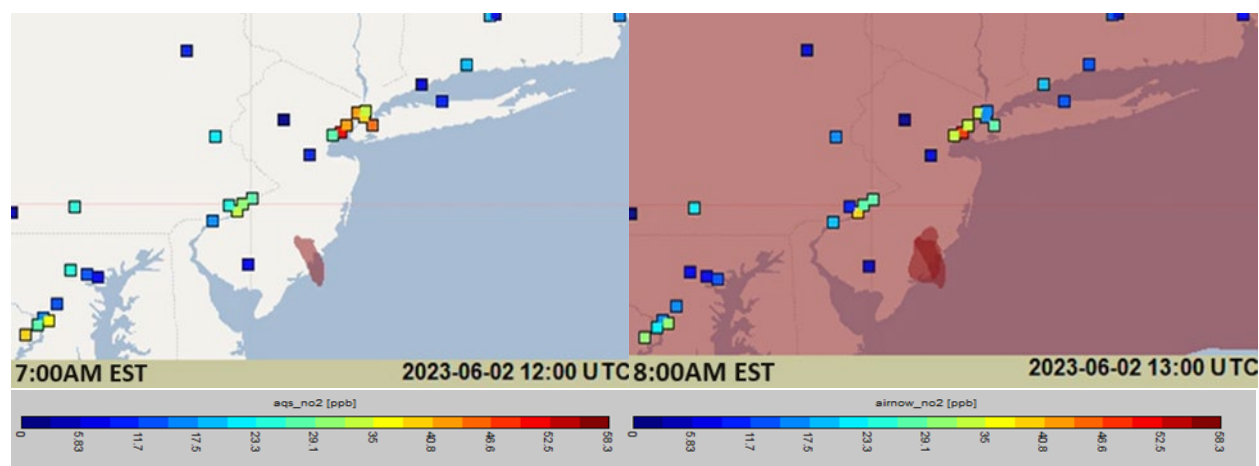 7:00AM EST 2023-06-02 12:00 UTC 8:00AM EST 2023-06-02 13:00 UTC
aqs_no2 [ppb] airnow_no2 [ppb]
0 5.83 11.7 17.5 23.3 29.1 35 40.8 46.6 52.5 58.3 0 5.83 11.7 17.5 23.3 29.1 35 40.8 46.6 52.5 58.3